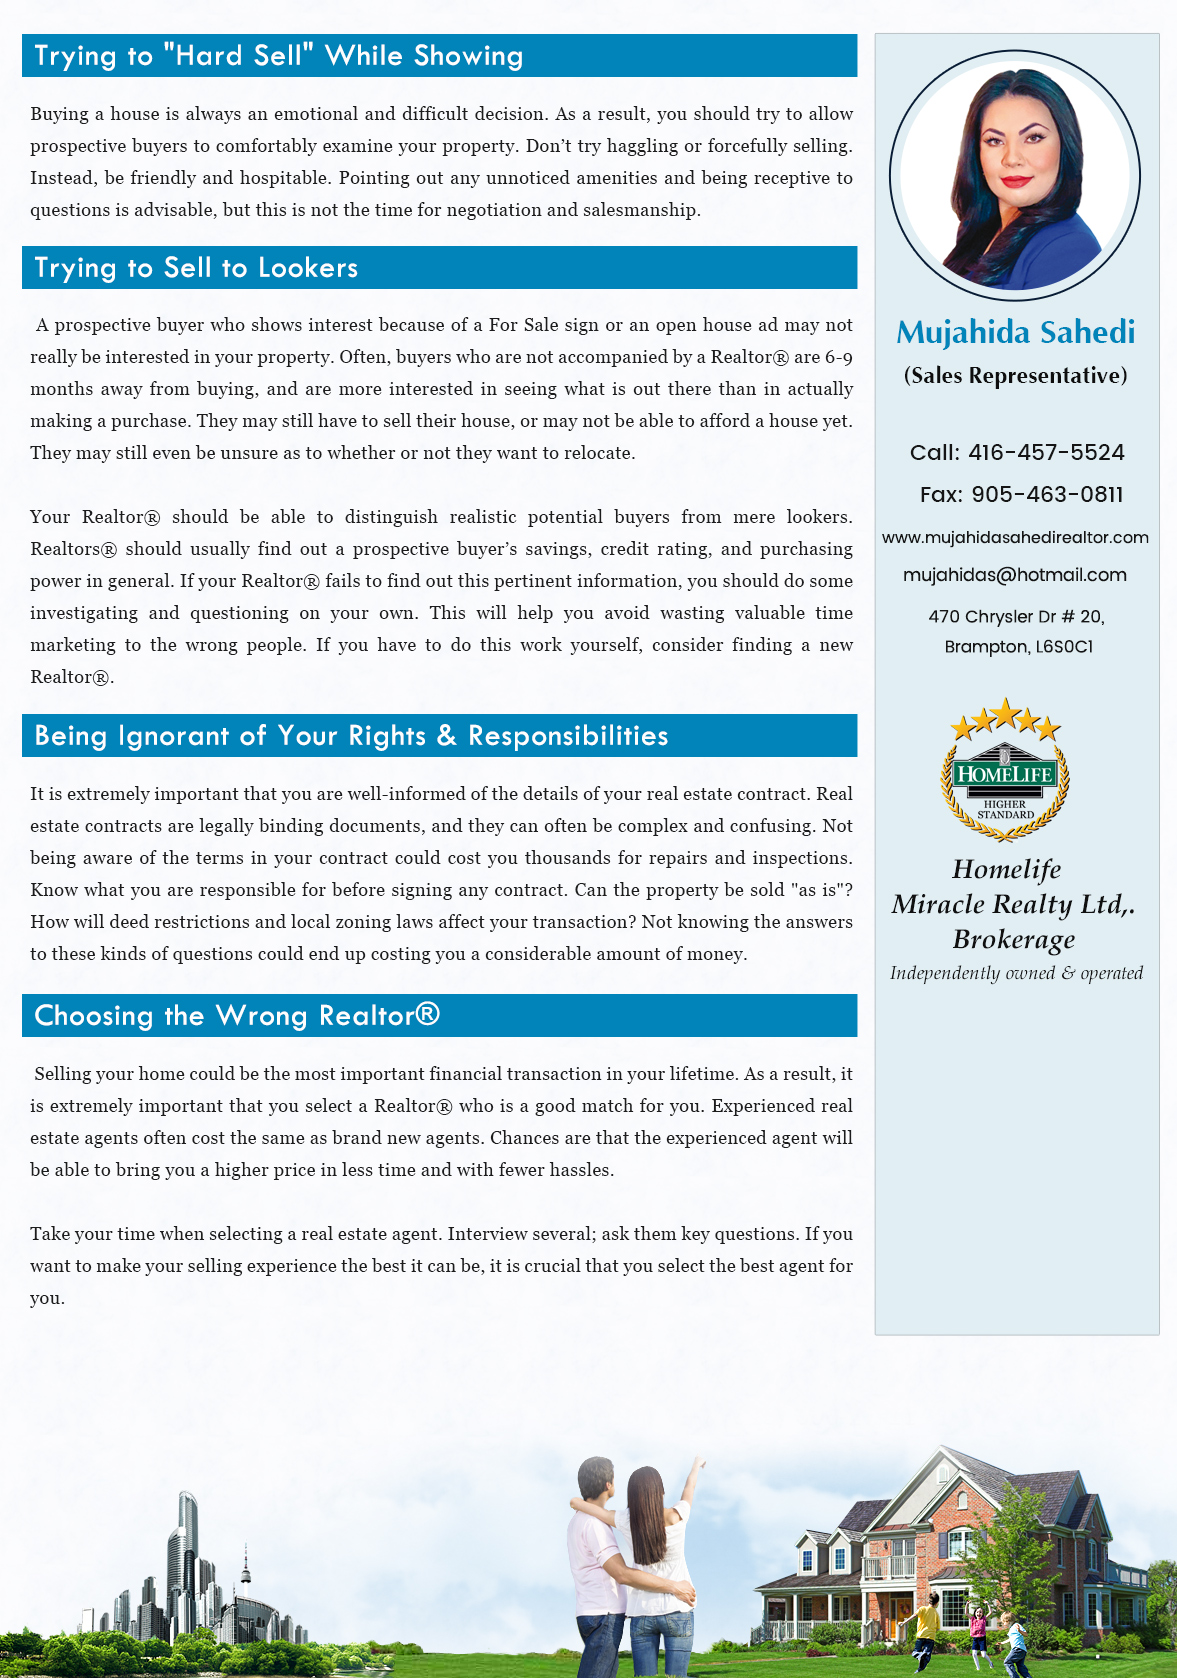 Trying to "Hard Sell" While Showing
Buying a house is always an emotional and difficult decision. As a result, you should try to allow
prospective buyers to comfortably examine your property. Don’t try haggling or forcefully selling.
Instead, be friendly and hospitable. Pointing out any unnoticed amenities and being receptive to
questions is advisable, but this is not the time for negotiation and salesmanship.
Trying to Sell to Lookers
A prospective buyer who shows interest because of a For Sale sign or an open house ad may not
really be interested in your property. Often, buyers who are not accompanied by a Realtor® are 6-9
months away from buying, and are more interested in seeing what is out there than in actually
making a purchase. They may still have to sell their house, or may not be able to afford a house yet.
They may still even be unsure as to whether or not they want to relocate.
Your Realtor® should be able to distinguish realistic potential buyers from mere lookers.
Realtors® should usually find out a prospective buyer’s savings, credit rating, and purchasing
power in general. If your Realtor® fails to find out this pertinent information, you should do some
investigating and questioning on your own. This will help you avoid wasting valuable time
marketing to the wrong people. If you have to do this work yourself, consider finding a new
Realtor®.
Being Ignorant of Your Rights & Responsibilities
It is extremely important that you are well-informed of the details of your real estate contract. Real
estate contracts are legally binding documents, and they can often be complex and confusing. Not
being aware of the terms in your contract could cost you thousands for repairs and inspections.
Know what you are responsible for before signing any contract. Can the property be sold "as is"?
How will deed restrictions and local zoning laws affect your transaction? Not knowing the answers
to these kinds of questions could end up costing you a considerable amount of money.
Choosing the Wrong Realtor®
Selling your home could be the most important financial transaction in your lifetime. As a result, it
is extremely important that you select a Realtor® who is a good match for you. Experienced real
estate agents often cost the same as brand new agents. Chances are that the experienced agent will
be able to bring you a higher price in less time and with fewer hassles.
Take your time when selecting a real estate agent. Interview several; ask them key questions. If you
want to make your selling experience the best it can be, it is crucial that you select the best agent for
you.
Mujahida Sahedi
(Sales Representative)
Call: 416-457-5524
Fax: 905-463-0811
www.mujahidasahedirealtor.com
mujahidas@hotmail.com
470 Chrysler Dr # 20,
Brampton, L6S0C1
HOMELIFE
HIGHER
STANDARD
Homelife
Miracle Realty Ltd,.
Brokerage
Independently owned & operated